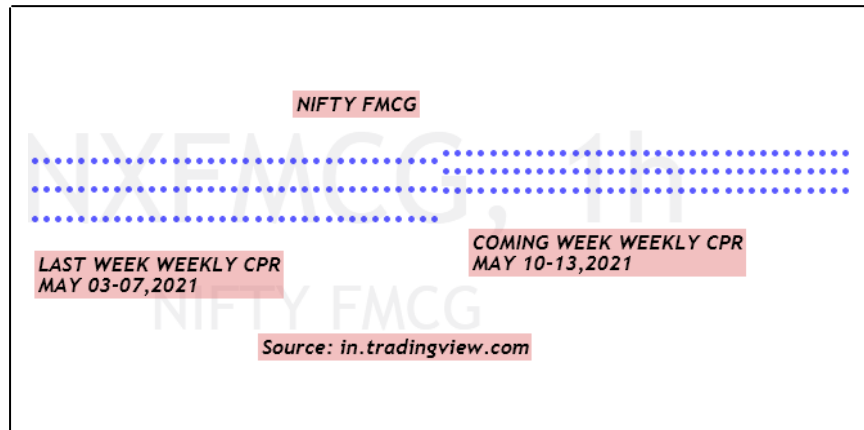 NIFTY FMCG
NXFMCG, 1h
LAST WEEK WEEKLY CPR
MAY 03-07,2021
COMING WEEK WEEKLY CPR
MAY 10-13,2021
NIFTY FMCG
Source: in.tradingview.com